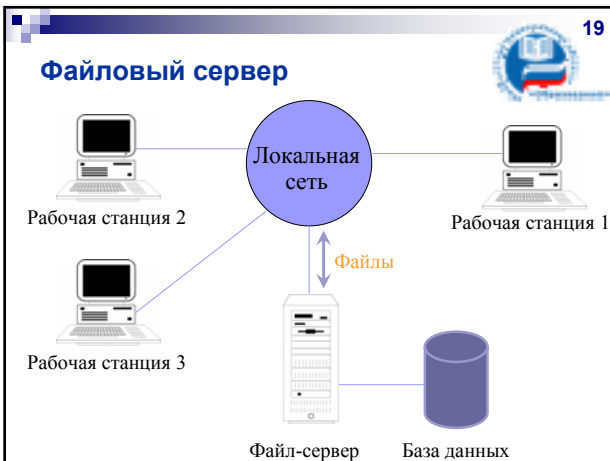 19
Файловый сервер
Локальная
сеть
Рабочая станция 2
Рабочая станция 1
Файлы
Рабочая станция 3
Файл-сервер
База данных